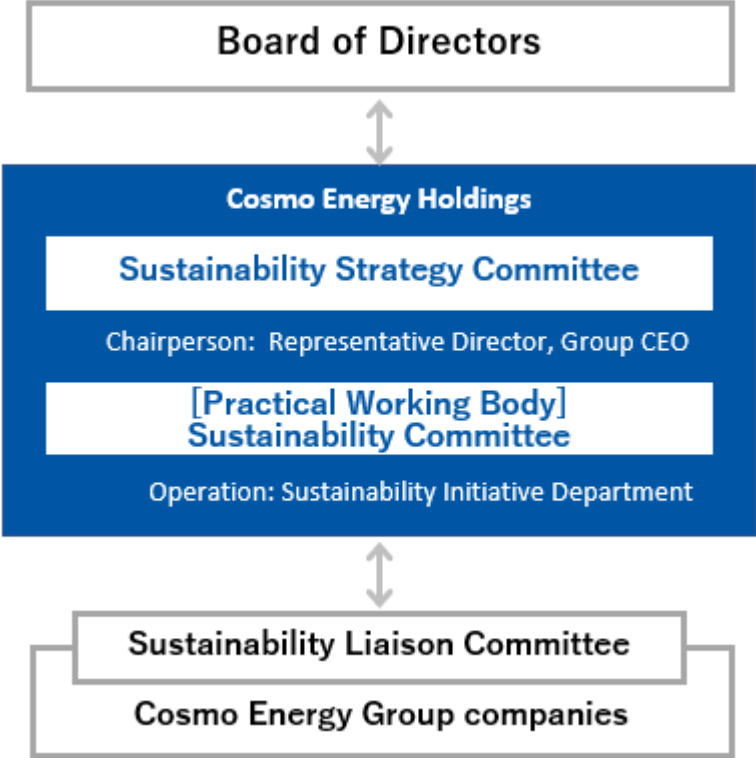 Board of Directors
Cosmo Energy Holdings
Sustainability Strategy Committee
Chairperson: Representative Director, Group CEO
[Practical Working Body]
Sustainability Committee
Operation: Sustainability Initiative Department
Sustainability Liaison Committee
Cosmo Energy Group companies